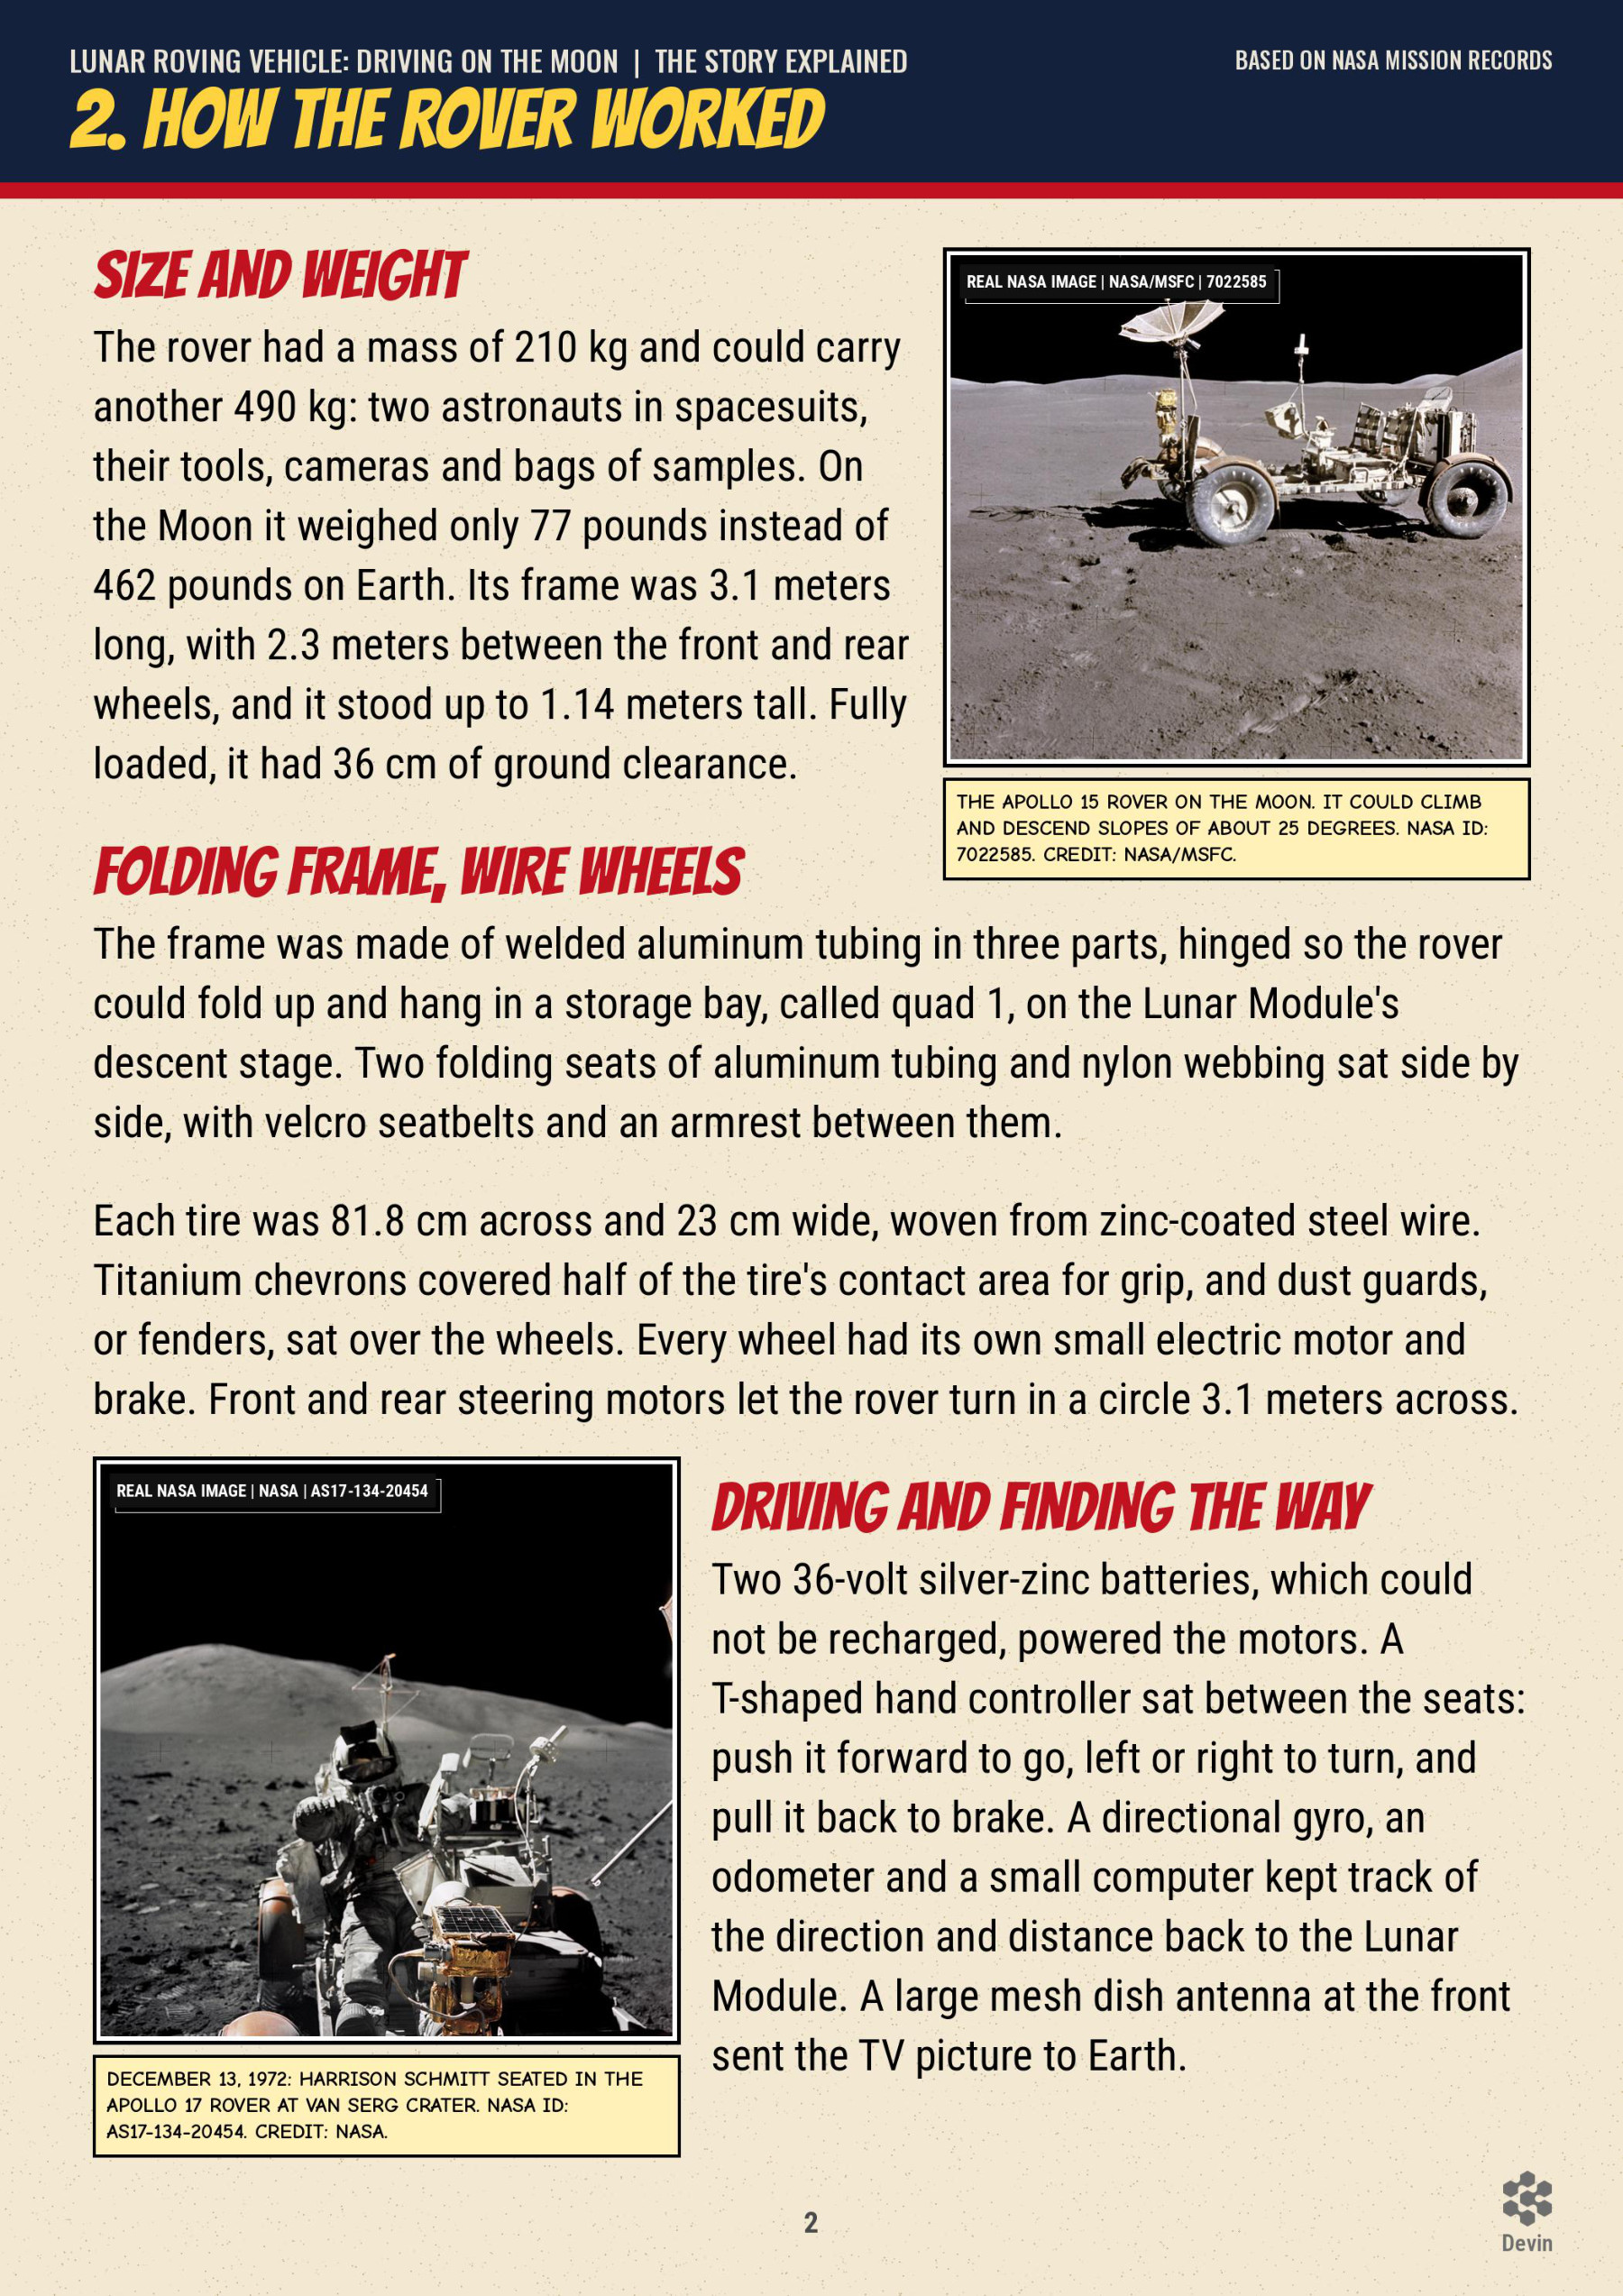 LUNAR ROVING VEHICLE: DRIVING ON THE MOON | THE STORY EXPLAINED
BASED ON NASA MISSION RECORDS
2. HOW THE ROVER WORKED
SIZE AND WEIGHT
The rover had a mass of 210 kg and could carry
another 490 kg: two astronauts in spacesuits,
their tools, cameras and bags of samples. On
the Moon it weighed only 77 pounds instead of
462 pounds on Earth. Its frame was 3.1 meters
long, with 2.3 meters between the front and rear
wheels, and it stood up to 1.14 meters tall. Fully
loaded, it had 36 cm of ground clearance.
REAL NASA IMAGE | NASA/MSFC | 7022585
THE APOLLO 15 ROVER ON THE MOON. IT COULD CLIMB
AND DESCEND SLOPES OF ABOUT 25 DEGREES. NASA ID:
7022585. CREDIT: NASA/MSFC.
FOLDING FRAME, WIRE WHEELS
The frame was made of welded aluminum tubing in three parts, hinged so the rover
could fold up and hang in a storage bay, called quad 1, on the Lunar Module's
descent stage. Two folding seats of aluminum tubing and nylon webbing sat side by
side, with velcro seatbelts and an armrest between them.
Each tire was 81.8 cm across and 23 cm wide, woven from zinc-coated steel wire.
Titanium chevrons covered half of the tire's contact area for grip, and dust guards,
or fenders, sat over the wheels. Every wheel had its own small electric motor and
brake. Front and rear steering motors let the rover turn in a circle 3.1 meters across.
REAL NASA IMAGE | NASA | AS17-134-20454
DECEMBER 13, 1972: HARRISON SCHMITT SEATED IN THE
APOLLO 17 ROVER AT VAN SERG CRATER. NASA ID:
AS17-134-20454. CREDIT: NASA.
DRIVING AND FINDING THE WAY
Two 36-volt silver-zinc batteries, which could
not be recharged, powered the motors. A
T-shaped hand controller sat between the seats:
push it forward to go, left or right to turn, and
pull it back to brake. A directional gyro, an
odometer and a small computer kept track of
the direction and distance back to the Lunar
Module. A large mesh dish antenna at the front
sent the TV picture to Earth.
2
Devin